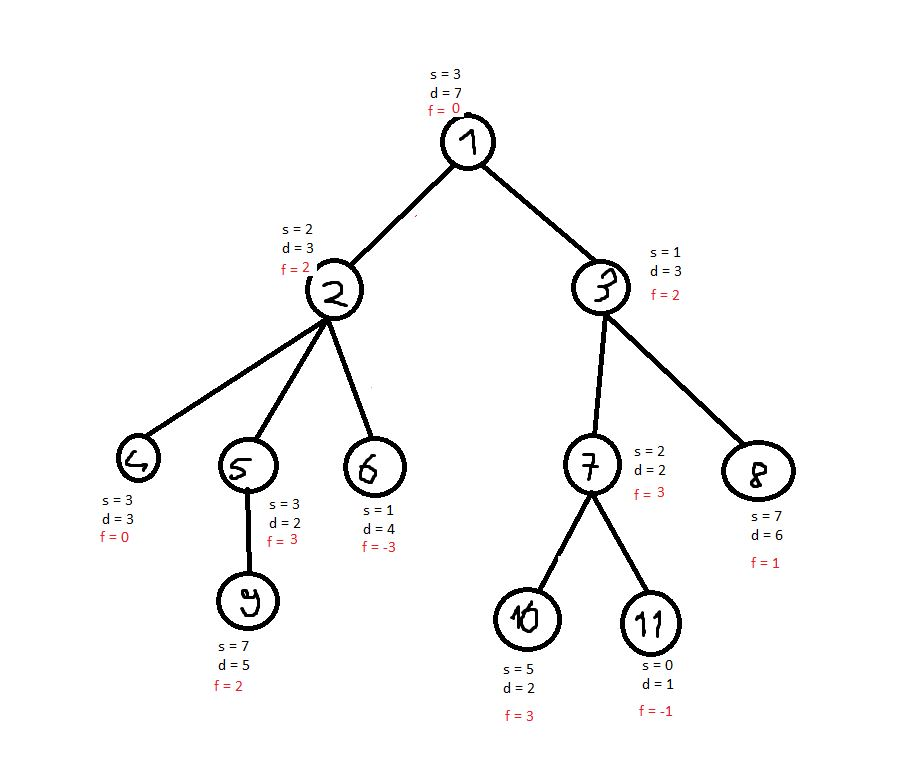 s = 3
d = 7
f = 0
1
s = 2
d = 3
f = 2
2
s = 1
d = 3
f = 2
3
4
s = 3
d = 3
f = 0
5
s = 3
d = 2
f = 3
6
s = 1
d = 4
f = -3
7
s = 2
d = 2
f = 3
8
s = 7
d = 6
f = 1
9
s = 7
d = 5
f = 2
10
s = 5
d = 2
f = 3
11
s = 0
d = 1
f = -1